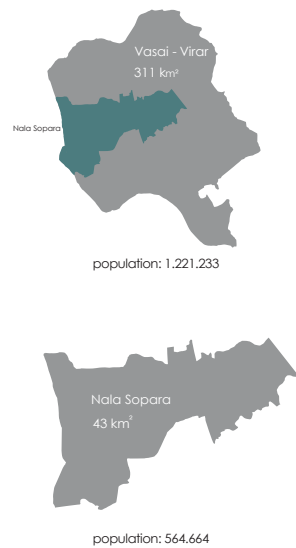 Vasai - Virar
311 km²
Nala Sopara
population: 1.221.233
Nala Sopara
43 km²
population: 564.664